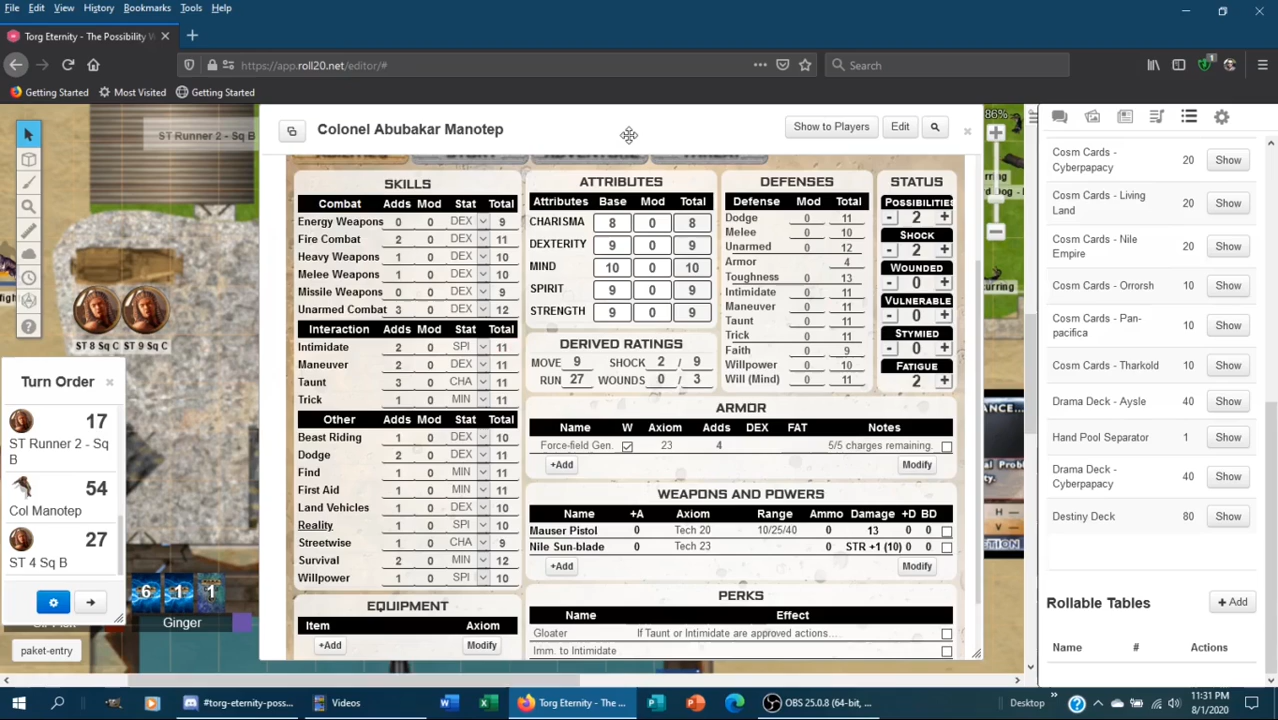 File Edit View History Bookmarks Tools Help
Torg Eternity - The Possibility W
https://app.roll20.net/editor/#
Search
Getting Started Most Visited Getting Started
ST Runner 2 - Sq B
86%
Colonel Abubakar Manotep
Show to Players Edit
SKILLS
Combat Adds Mod Stat Total
Energy Weapons 0 0 DEX 9
Fire Combat 2 0 DEX 11
Heavy Weapons 1 0 DEX 10
Melee Weapons 1 0 DEX 10
Missile Weapons 0 0 DEX 9
Unarmed Combat 3 0 DEX 12
Interaction Adds Mod Stat Total
Intimidate 2 0 SPI 11
Maneuver 2 0 DEX 11
Taunt 3 0 CHA 11
Trick 1 0 MIN 11
Other Adds Mod Stat Total
Beast Riding 1 0 DEX 10
Dodge 2 0 DEX 11
Find 1 0 MIN 11
First Aid 1 0 MIN 11
Land Vehicles 1 0 DEX 10
Reality 1 0 SPI 10
Streetwise 1 0 CHA 9
Survival 2 0 MIN 12
Willpower 1 0 SPI 10
EQUIPMENT
Item Axiom
+Add Modify
ATTRIBUTES
Attributes Base Mod Total
CHARISMA 8 0 8
DEXTERITY 9 0 9
MIND 10 0 10
SPIRIT 9 0 9
STRENGTH 9 0 9
DERIVED RATINGS
MOVE 9 SHOCK 2 / 9
RUN 27 WOUNDS 0 / 3
DEFENSES
Defense Mod Total
Dodge 0 11
Melee 0 10
Unarmed 0 12
Armor 4
Toughness 0 13
Intimidate 0 11
Maneuver 0 11
Taunt 0 11
Trick 0 11
Faith 0 9
Willpower 0 10
Will (Mind) 0 11
STATUS
POSSIBILITIES
- 2 +
SHOCK
- 2 +
WOUNDED
- 0 +
VULNERABLE
- 0 +
STYMIED
- 0 +
FATIGUE
2 +
ARMOR
Name W Axiom Adds DEX FAT Notes
Force-field Gen. 23 4 5/5 charges remaining.
+Add Modify
WEAPONS AND POWERS
Name +A Axiom Range Ammo Damage +D BD
Mauser Pistol 0 Tech 20 10/25/40 0 13 0 0
Nile Sun-blade 0 Tech 23 0 STR +1 (10) 0 0
+Add Modify
PERKS
Name Effect
Gloater If Taunt or Intimidate are approved actions...
Imm. to Intimidate
ST 8 Sq C ST 9 Sq C
Turn Order
17
ST Runner 2 - Sq
B
54
Col Manotep
27
ST 4 Sq B
6 1 1
Ginger
paket-entry
Cosm Cards -
Cyberpapacy 20 Show
Cosm Cards - Living
Land 20 Show
Cosm Cards - Nile
Empire 20 Show
Cosm Cards - Orrorsh 10 Show
Cosm Cards - Pan-
pacifica 10 Show
Cosm Cards - Tharkold 10 Show
Drama Deck - Aysle 40 Show
Hand Pool Separator 1 Show
Drama Deck -
Cyberpapacy 40 Show
Destiny Deck 80 Show
Rollable Tables + Add
Name # Actions
#torg-eternity-poss... Videos Torg Eternity - The ... OBS 25.0.8 (64-bit, ... Desktop
11:31 PM
8/1/2020